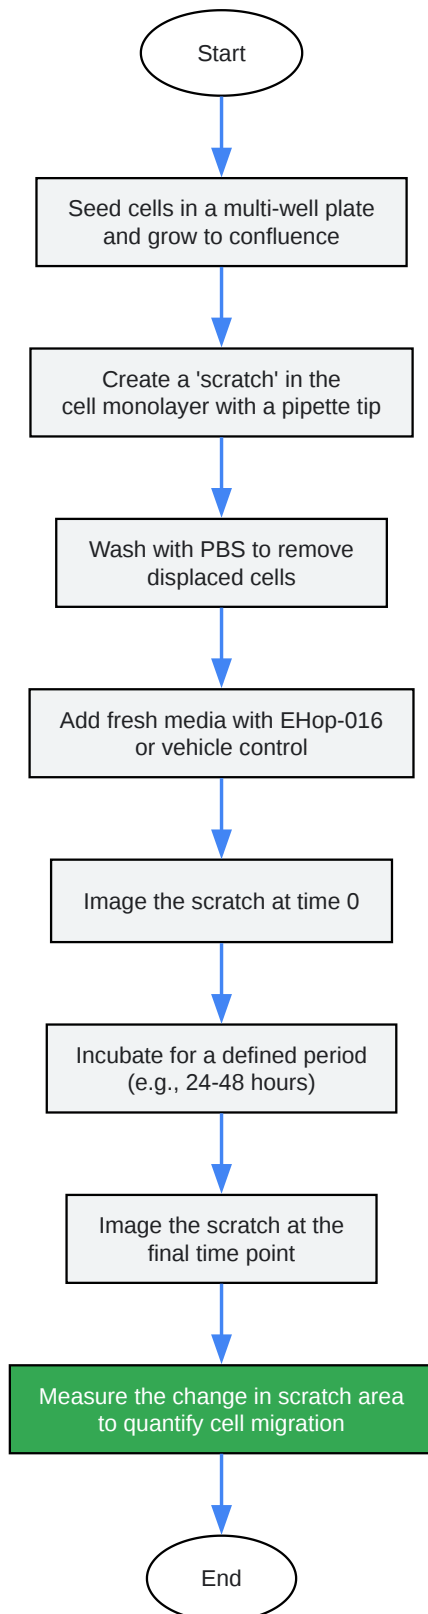 Start
Seed cells in a multi-well plate
and grow to confluence
Create a 'scratch' in the
cell monolayer with a pipette tip
Wash with PBS to remove
displaced cells
Add fresh media with EHop-016
or vehicle control
Image the scratch at time 0
Incubate for a defined period
(e.g., 24-48 hours)
Image the scratch at the
final time point
Measure the change in scratch area
to quantify cell migration
End